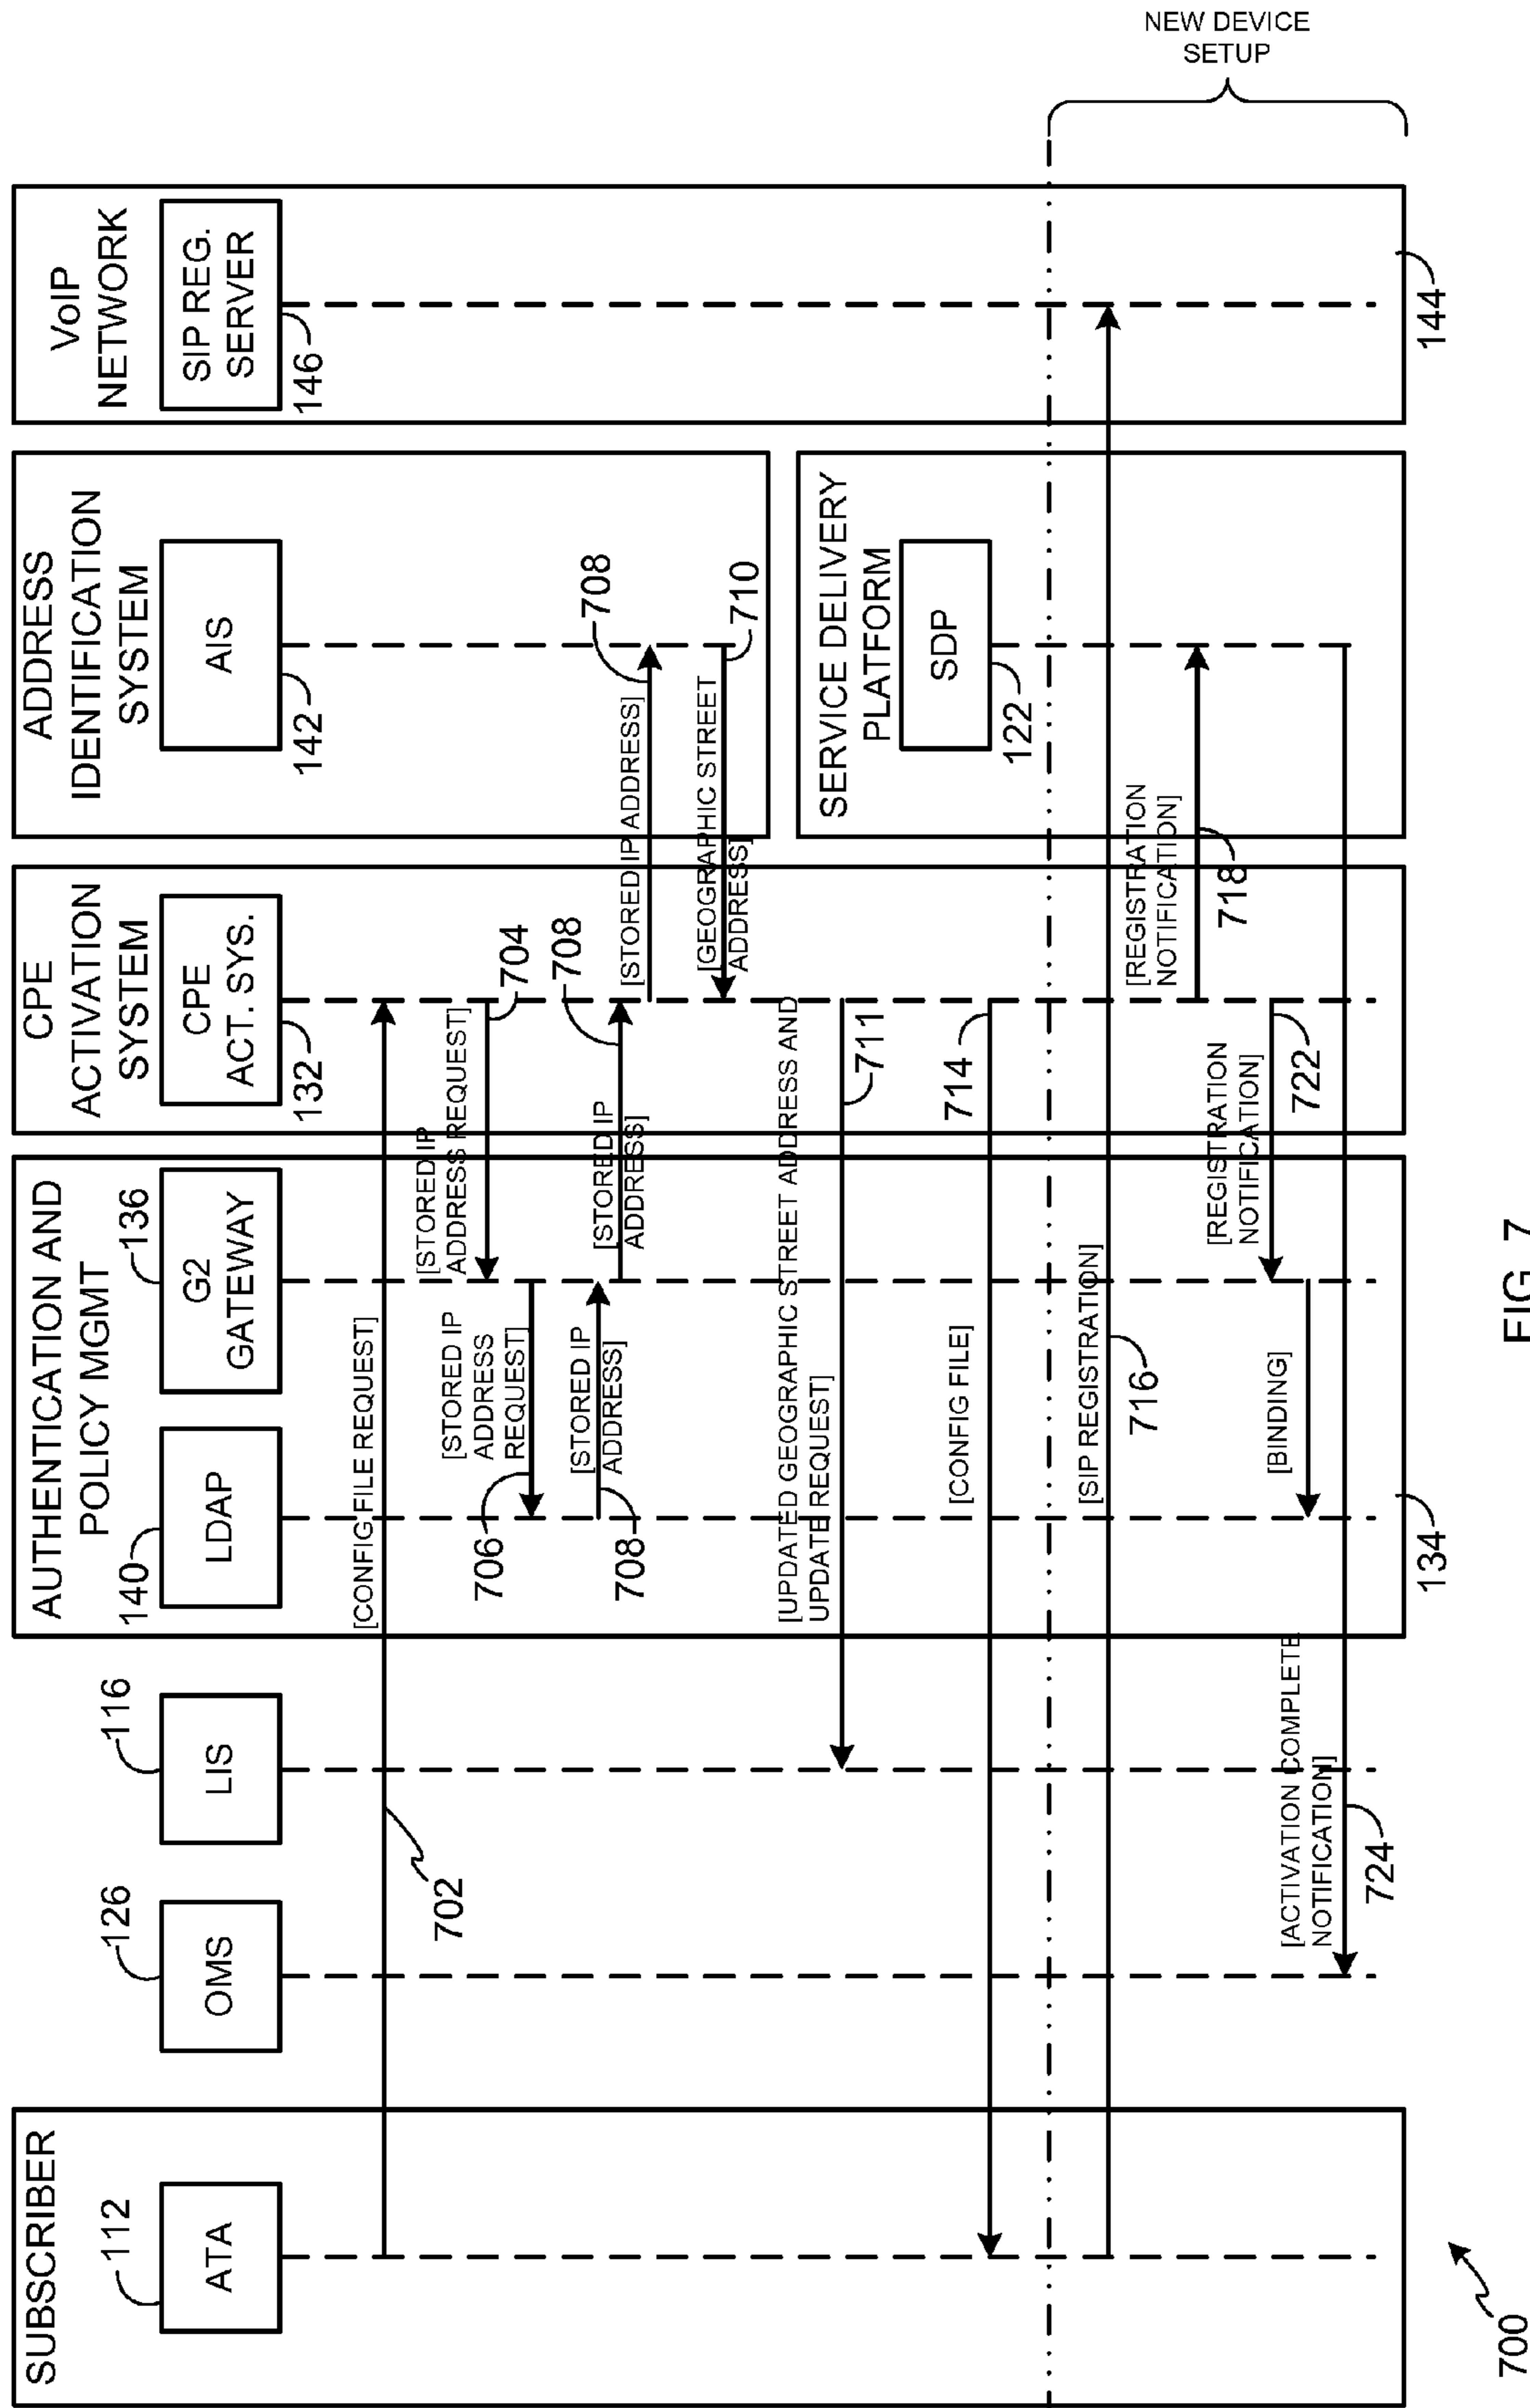 SUBSCRIBER
112
ATA
126
OMS
116
LIS
AUTHENTICATION AND
POLICY MGMT
140
LDAP
136
G2
GATEWAY
CPE
ACTIVATION
SYSTEM
CPE
ACT. SYS.
132
ADDRESS
IDENTIFICATION
SYSTEM
AIS
142
VoIP
NETWORK
SIP REG.
SERVER
146
[CONFIG FILE REQUEST]
702
[STORED IP
ADDRESS REQUEST]
704
[STORED IP
ADDRESS
REQUEST]
706
[STORED IP
ADDRESS]
708
[STORED IP
ADDRESS]
708
[STORED IP ADDRESS]
708
[GEOGRAPHIC STREET
ADDRESS]
710
[UPDATED GEOGRAPHIC STREET ADDRESS AND
UPDATE REQUEST]
711
SERVICE DELIVERY
PLATFORM
SDP
122
[CONFIG FILE]
714
NEW DEVICE
SETUP
[SIP REGISTRATION]
716
[REGISTRATION
NOTIFICATION]
718
[REGISTRATION
NOTIFICATION]
722
[BINDING]
[ACTIVATION COMPLETE
NOTIFICATION]
724
134
144
700
FIG. 7